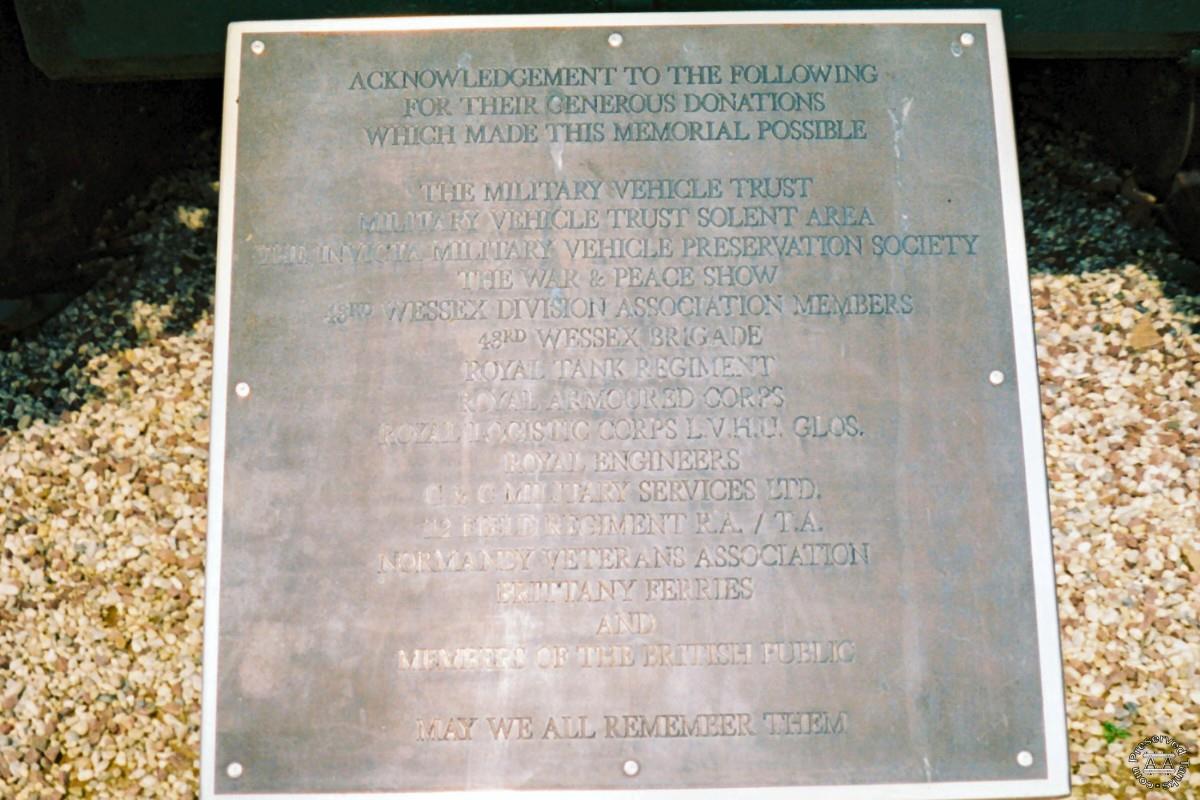 ACKNOWLEDGEMENT TO THE FOLLOWING
FOR THEIR GENEROUS DONATIONS
WHICH MADE THIS MEMORIAL POSSIBLE
THE MILITARY VEHICLE TRUST
MILITARY VEHICLE TRUST SOLENT AREA
THE INVICTA MILITARY VEHICLE PRESERVATION SOCIETY
THE WAR & PEACE SHOW
43RD WESSEX DIVISION ASSOCIATION MEMBERS
43RD WESSEX BRIGADE
ROYAL TANK REGIMENT
ROYAL ARMOURED CORPS
ROYAL LOGISTIC CORPS L.V.H.U. GLOS.
ROYAL ENGINEERS
& MILITARY SERVICES LTD.
FIELD REGIMENT R.A. / T.A.
NORMANDY VETERANS ASSOCIATION
BRITTANY FERRIES
AND
MEMBERS OF THE BRITISH PUBLIC
MAY WE ALL REMEMBER THEM
Preserved Tanks .com